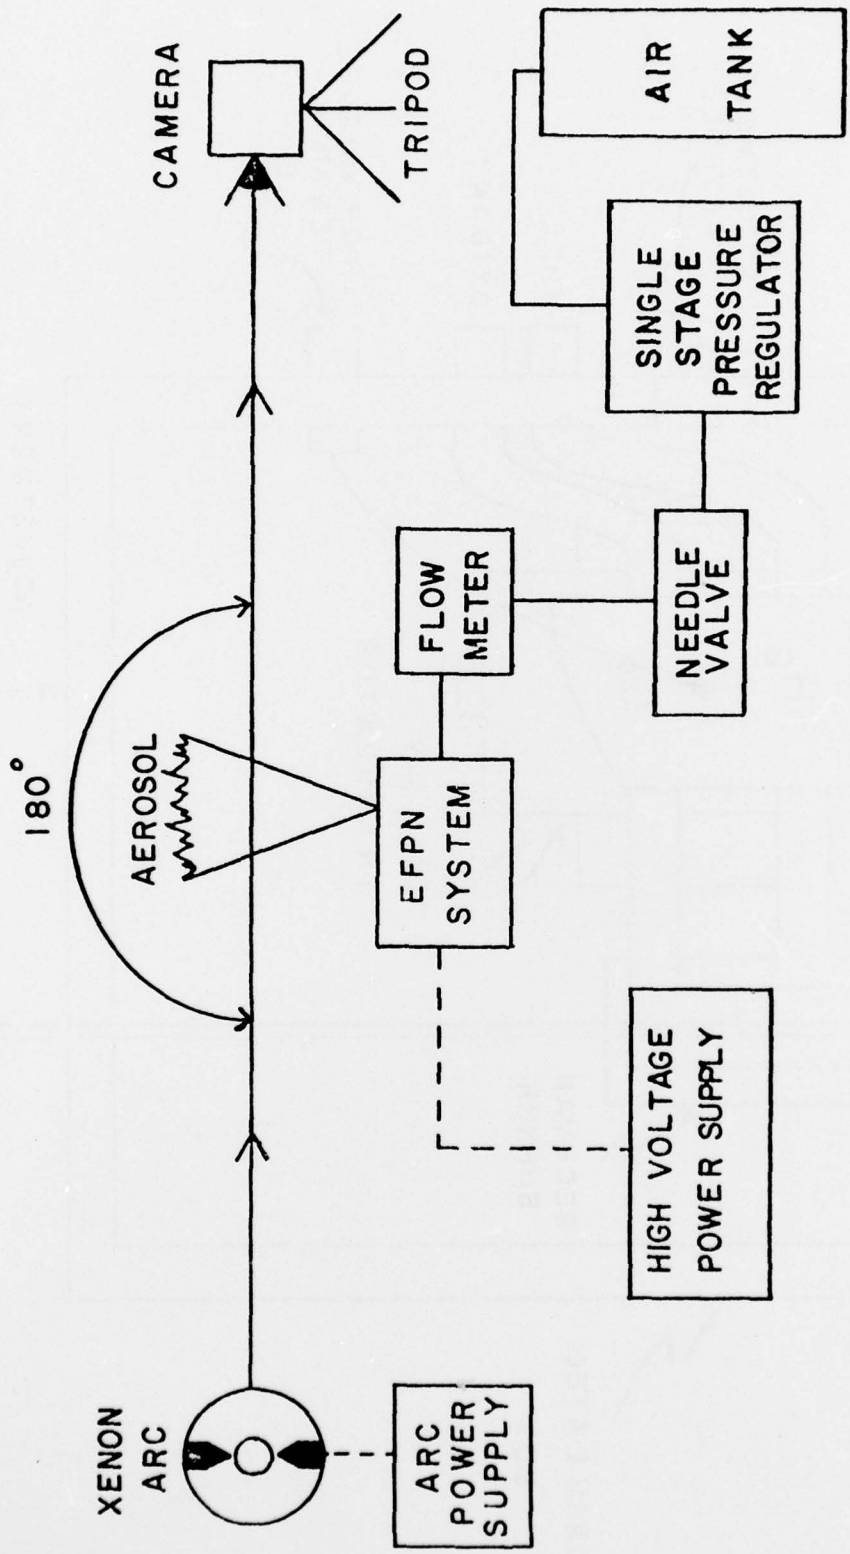 180°
CAMERA
TRIPOD
AEROSOL
XENON
ARC
ARC
POWER
SUPPLY
HIGH VOLTAGE
POWER SUPPLY
EFPN
SYSTEM
FLOW
METER
NEEDLE
VALVE
SINGLE
STAGE
PRESSURE
REGULATOR
AIR
TANK